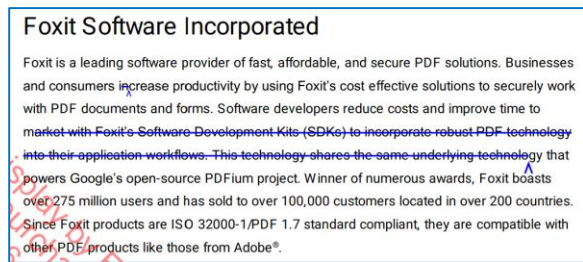 Foxit Software Incorporated
Foxit is a leading software provider of fast, affordable, and secure PDF solutions. Businesses
and consumers increase productivity by using Foxit's cost effective solutions to securely work
with PDF documents and forms. Software developers reduce costs and improve time to
market with Foxit's Software Development Kits (SDKs) to incorporate robust PDF technology
into their application workflows. This technology shares the same underlying technology that
powers Google's open-source PDFium project. Winner of numerous awards, Foxit boasts
over 275 million users and has sold to over 100,000 customers located in over 200 countries.
Since Foxit products are ISO 32000-1/PDF 1.7 standard compliant, they are compatible with
other PDF products like those from Adobe®.